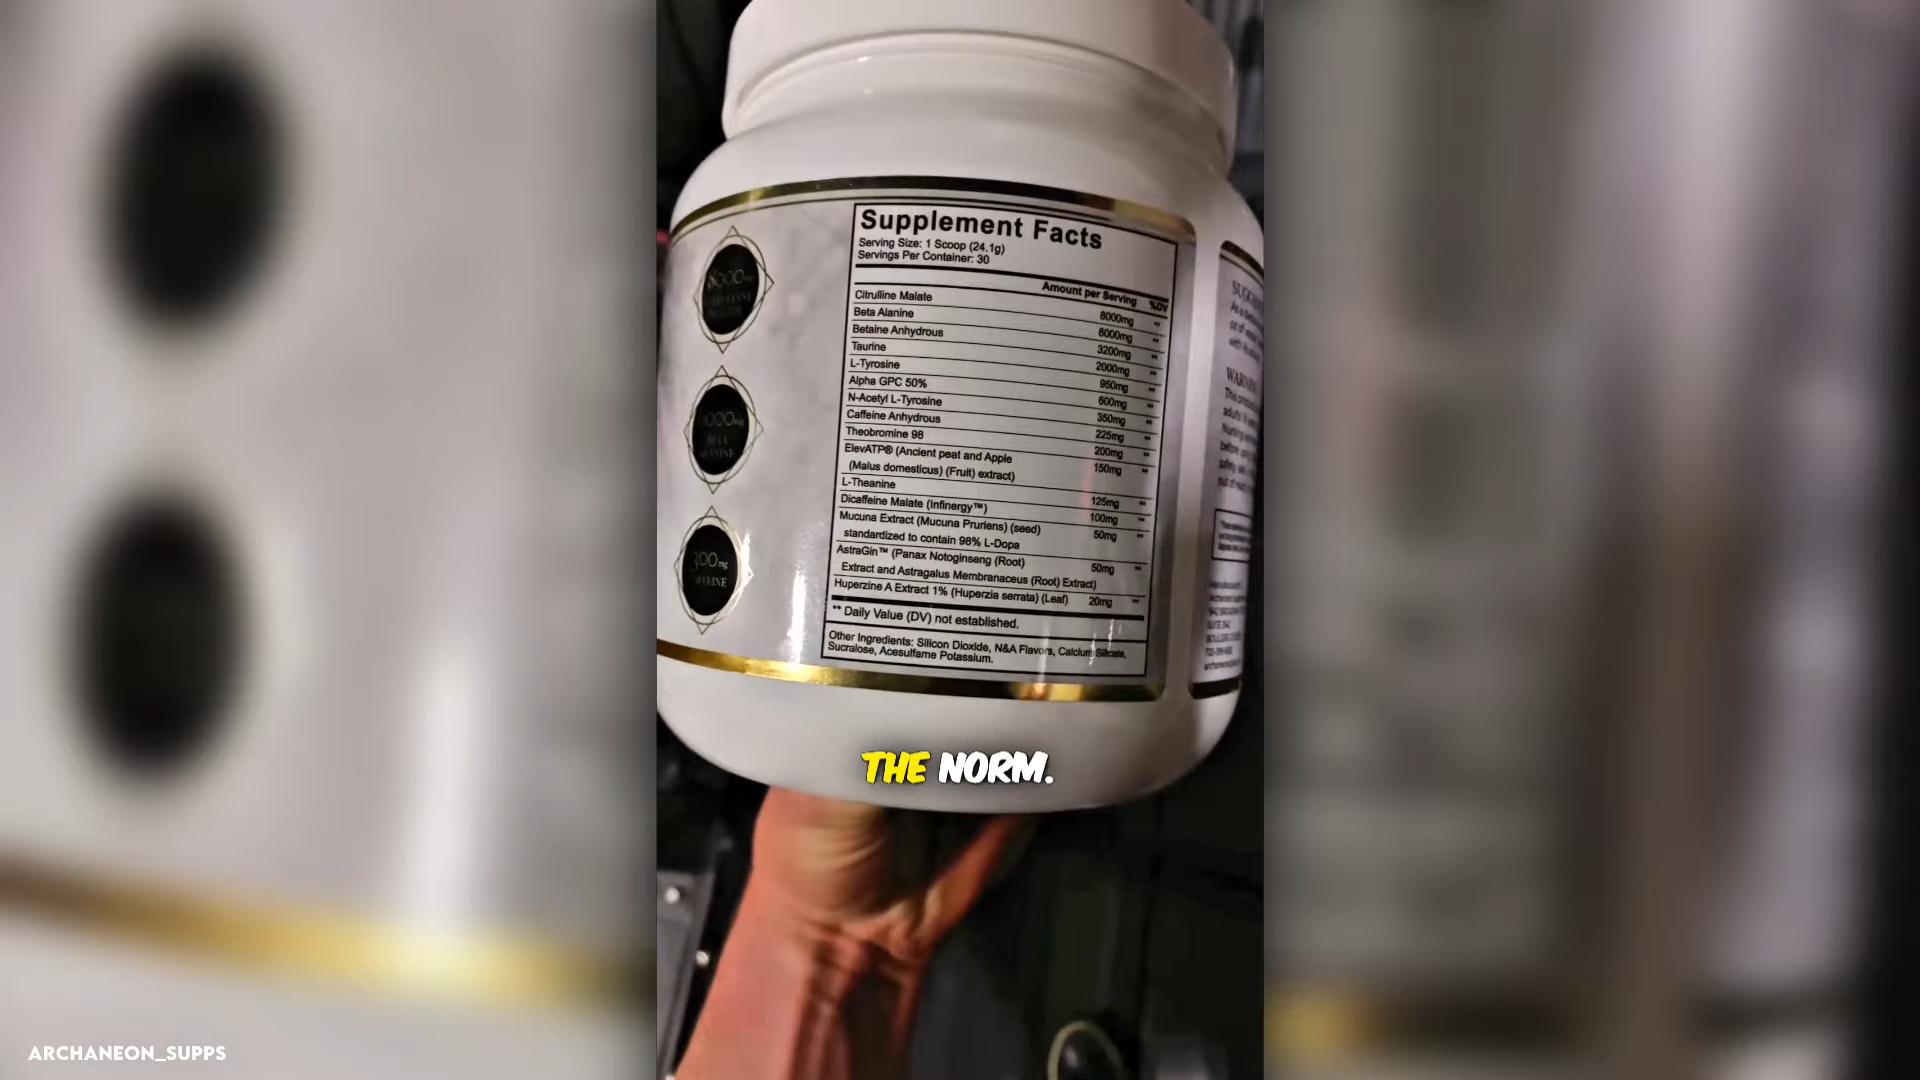 Supplement Facts
Serving Size: 1 Scoop (24.1g)
Servings Per Container: 30
Amount per Serving %DV
Citrulline Malate 8000mg **
Beta Alanine 6000mg **
Betaine Anhydrous 3200mg **
Taurine 2000mg **
L-Tyrosine 950mg **
Alpha GPC 50% 600mg **
N-Acetyl L-Tyrosine 350mg **
Caffeine Anhydrous 225mg **
Theobromine 98 200mg **
ElevATP® (Ancient peat and Apple 150mg **
(Malus domesticus) (Fruit) extract)
L-Theanine 125mg **
Dicaffeine Malate (Infinergy™) 100mg **
Mucuna Extract (Mucuna Pruriens) (seed) 50mg **
standardized to contain 98% L-Dopa
AstraGin™ (Panax Notoginseng (Root) 50mg **
Extract and Astragalus Membranaceus (Root) Extract)
Huperzine A Extract 1% (Huperzia serrata) (Leaf) 20mg **
** Daily Value (DV) not established.
Other Ingredients: Silicon Dioxide, N&A Flavors, Calcium Silicate,
Sucralose, Acesulfame Potassium.
300mg
THE NORM.
ARCHANEON_SUPPS